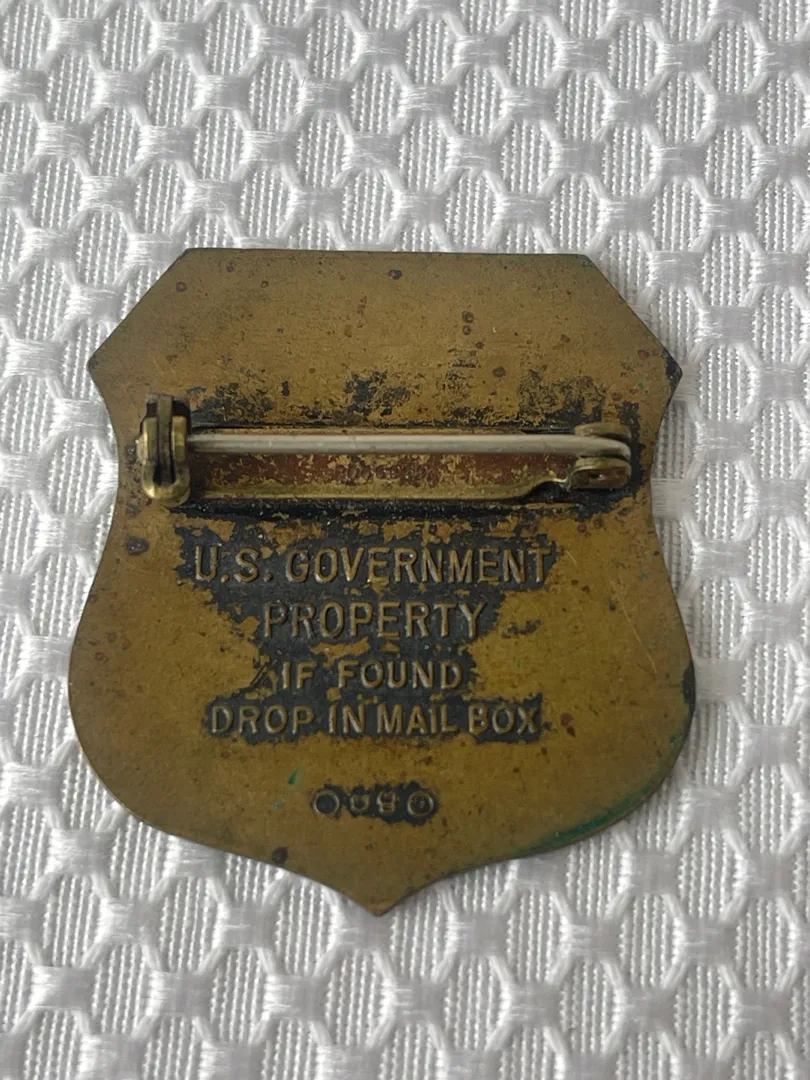 U.S. GOVERNMENT
PROPERTY
IF FOUND
DROP IN MAIL BOX